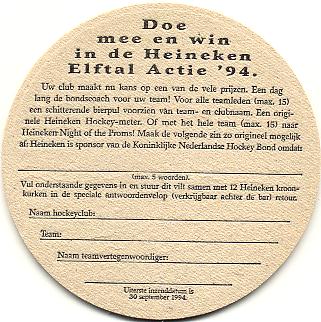 Doe
mee en win
in de Heineken
Elftal Actie '94.
Uw club maakt nu kans op een van de vele prijzen. Een dag
lang de bondscoach voor uw team! Voor alle teamleden (max. 15)
een schitterende bierpul voorzien van team- en clubnaam. Een origi-
nele Heineken Hockey-meter. Of met het hele team (max. 15) naar
Heineken Night of the Proms! Maak de volgende zin zo origineel mogelijk
af: Heineken is sponsor van de Koninklijke Nederlandse Hockey Bond omdat:
(max. 5 woorden).
Vul onderstaande gegevens in en stuur dit vilt samen met 12 Heineken kroon-
kurken in de speciale antwoordenvelop (verkrijgbaar achter de bar) retour.
Naam hockeyclub:
Team:
Naam teamvertegenwoordiger:
Uiterste inzenddatum is
30 september 1994.